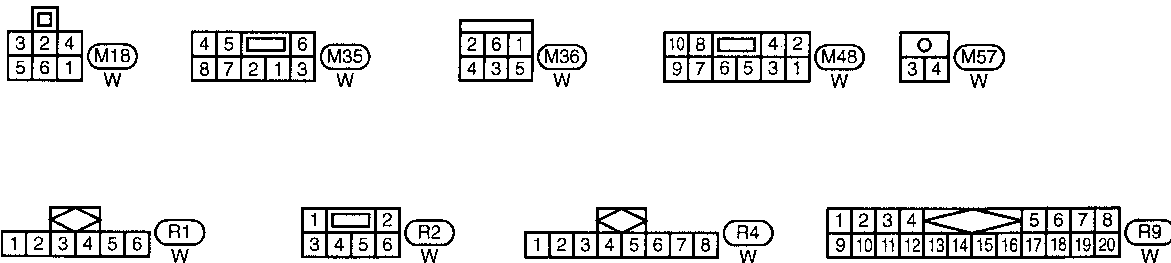 3 2 4
5 6 1
M18
W
4 5 6
8 7 2 1 3
M35
W
2 6 1
4 3 5
M36
W
10 8 4 2
9 7 6 5 3 1
M48
W
3 4
M57
W
1 2 3 4 5 6
R1
W
1 2
3 4 5 6
R2
W
1 2 3 4 5 6 7 8
R4
W
1 2 3 4 5 6 7 8
9 10 11 12 13 14 15 16 17 18 19 20
R9
W